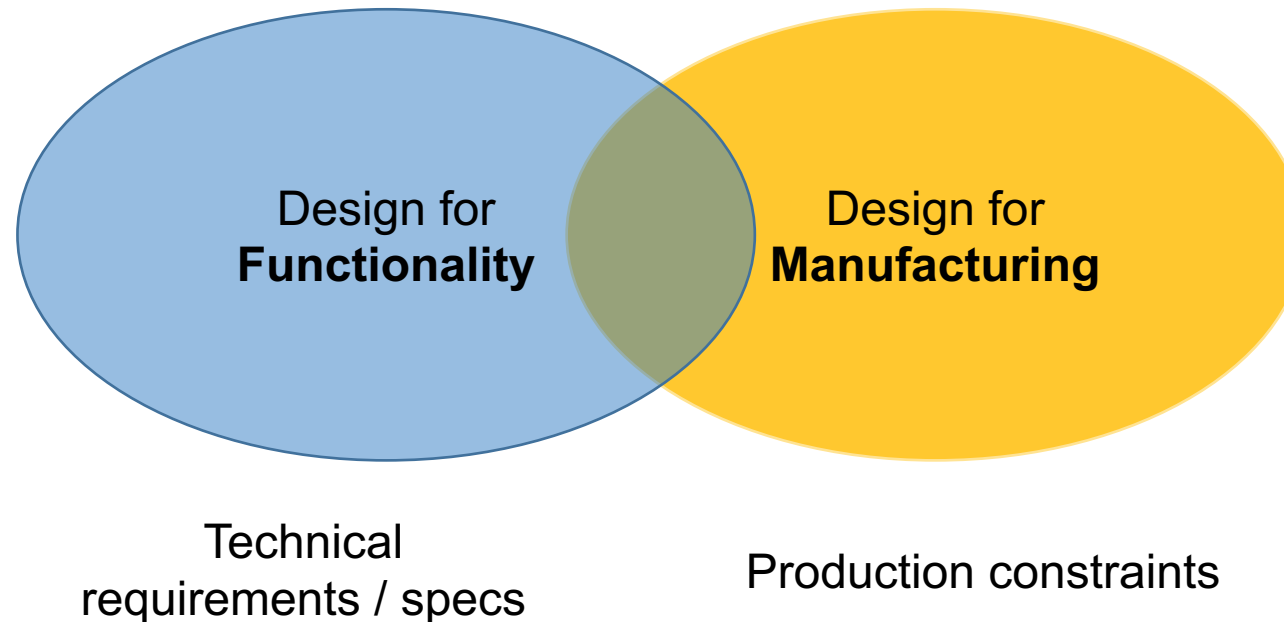 Design for
Functionality
Design for
Manufacturing
Technical
requirements / specs
Production constraints